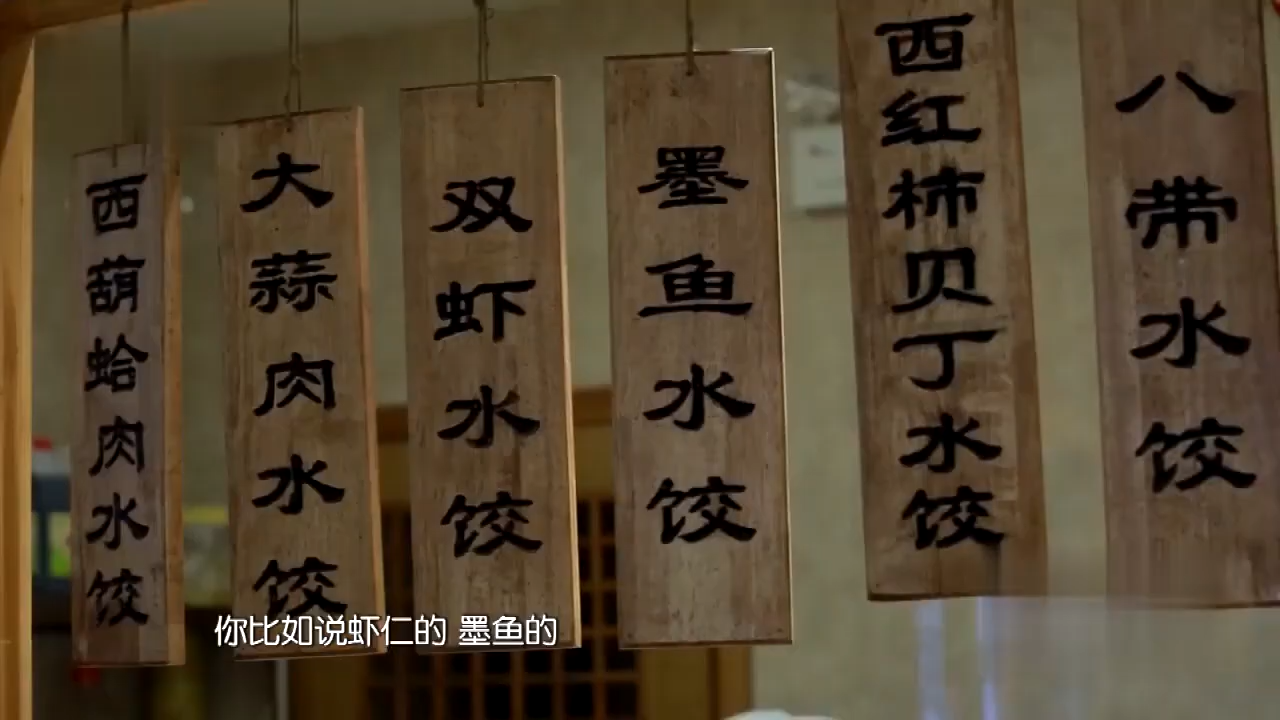 西葫蛤肉水饺
大蒜肉水饺
双虾水饺
墨鱼水饺
西红柿贝丁水饺
八带水饺
你比如说虾仁的 墨鱼的